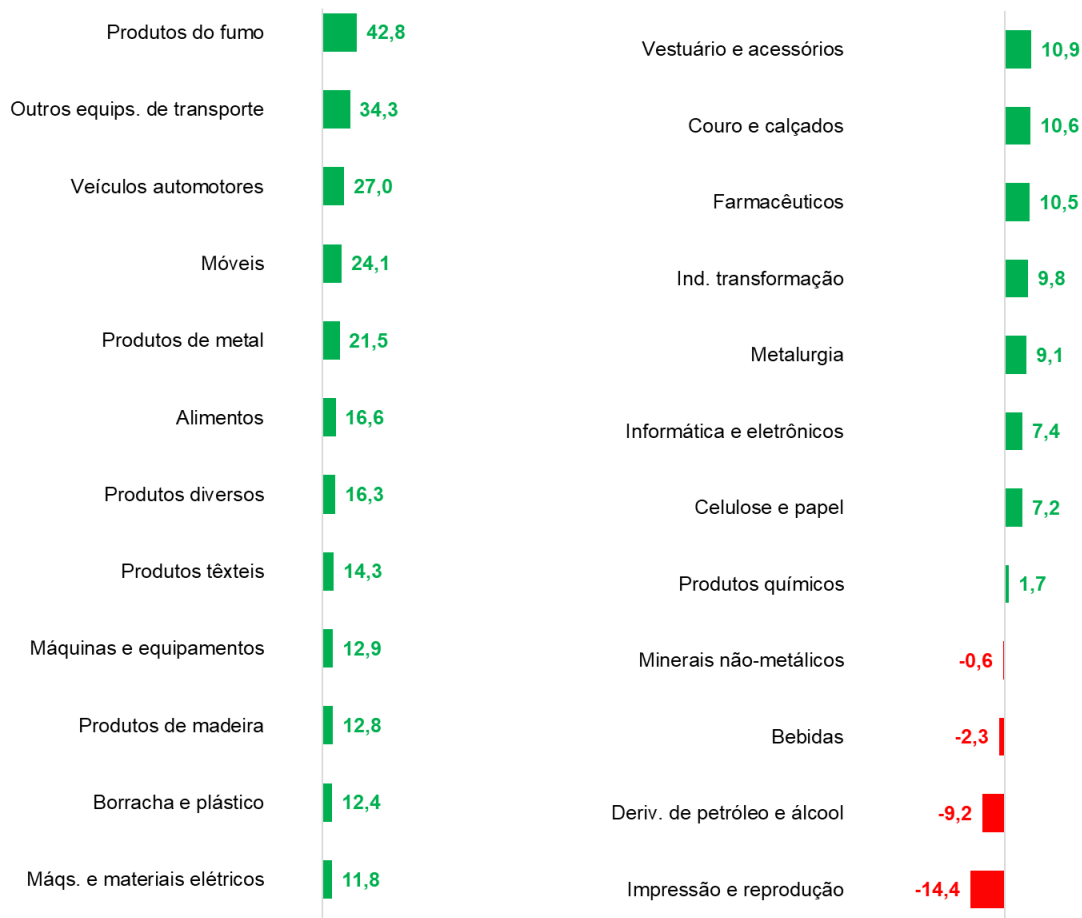 Produtos do fumo 42,8
Outros equips. de transporte 34,3
Veículos automotores 27,0
Móveis 24,1
Produtos de metal 21,5
Alimentos 16,6
Produtos diversos 16,3
Produtos têxteis 14,3
Máquinas e equipamentos 12,9
Produtos de madeira 12,8
Borracha e plástico 12,4
Máqs. e materiais elétricos 11,8
Vestuário e acessórios 10,9
Couro e calçados 10,6
Farmacêuticos 10,5
Ind. transformação 9,8
Metalurgia 9,1
Informática e eletrônicos 7,4
Celulose e papel 7,2
Produtos químicos 1,7
Minerais não-metálicos -0,6
Bebidas -2,3
Deriv. de petróleo e álcool -9,2
Impressão e reprodução -14,4